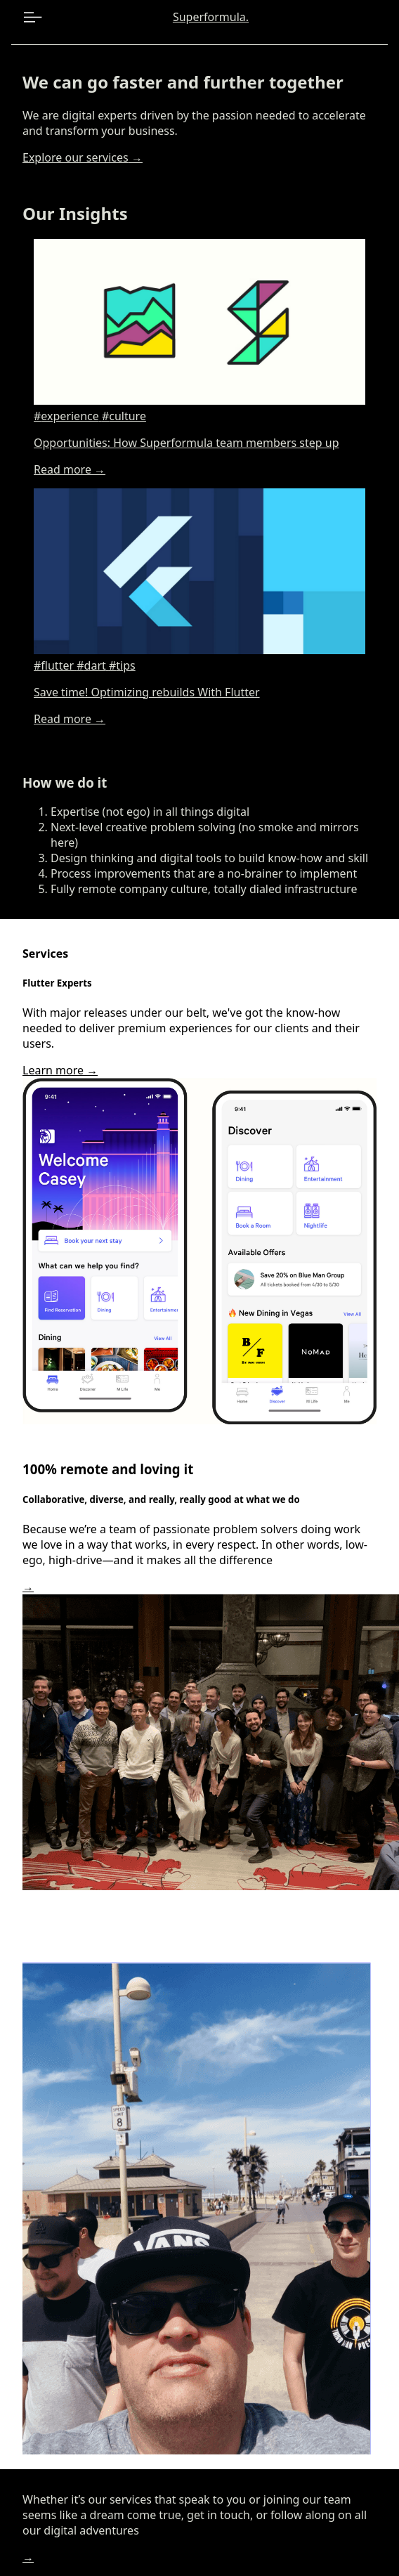 Superformula.
We can go faster and further together
We are digital experts driven by the passion needed to accelerate
and transform your business.
Explore our services →
Our Insights
#experience #culture
Opportunities: How Superformula team members step up
Read more →
#flutter #dart #tips
Save time! Optimizing rebuilds With Flutter
Read more →
How we do it
1. Expertise (not ego) in all things digital
2. Next-level creative problem solving (no smoke and mirrors
here)
3. Design thinking and digital tools to build know-how and skill
4. Process improvements that are a no-brainer to implement
5. Fully remote company culture, totally dialed infrastructure
Services
Flutter Experts
With major releases under our belt, we've got the know-how
needed to deliver premium experiences for our clients and their
users.
Learn more →
9:41
Welcome
Casey
Book your next stay
What can we help you find?
Find Reservation
Dining
Entertainmen
Dining
View All
Home
Discover
M Life
Me
9:41
Discover
Dining
Entertainment
Book a Room
Nightlife
Available Offers
Save 20% on Blue Man Group
All tickets booked from 4/30 to 5/30
New Dining in Vegas
View All
B/F
NoMad
Home
Discover
M Life
Me
100% remote and loving it
Collaborative, diverse, and really, really good at what we do
Because we’re a team of passionate problem solvers doing work
we love in a way that works, in every respect. In other words, low-
ego, high-drive—and it makes all the difference
→
SPEED
LIMIT
8
VANS
Whether it’s our services that speak to you or joining our team
seems like a dream come true, get in touch, or follow along on all
our digital adventures
→